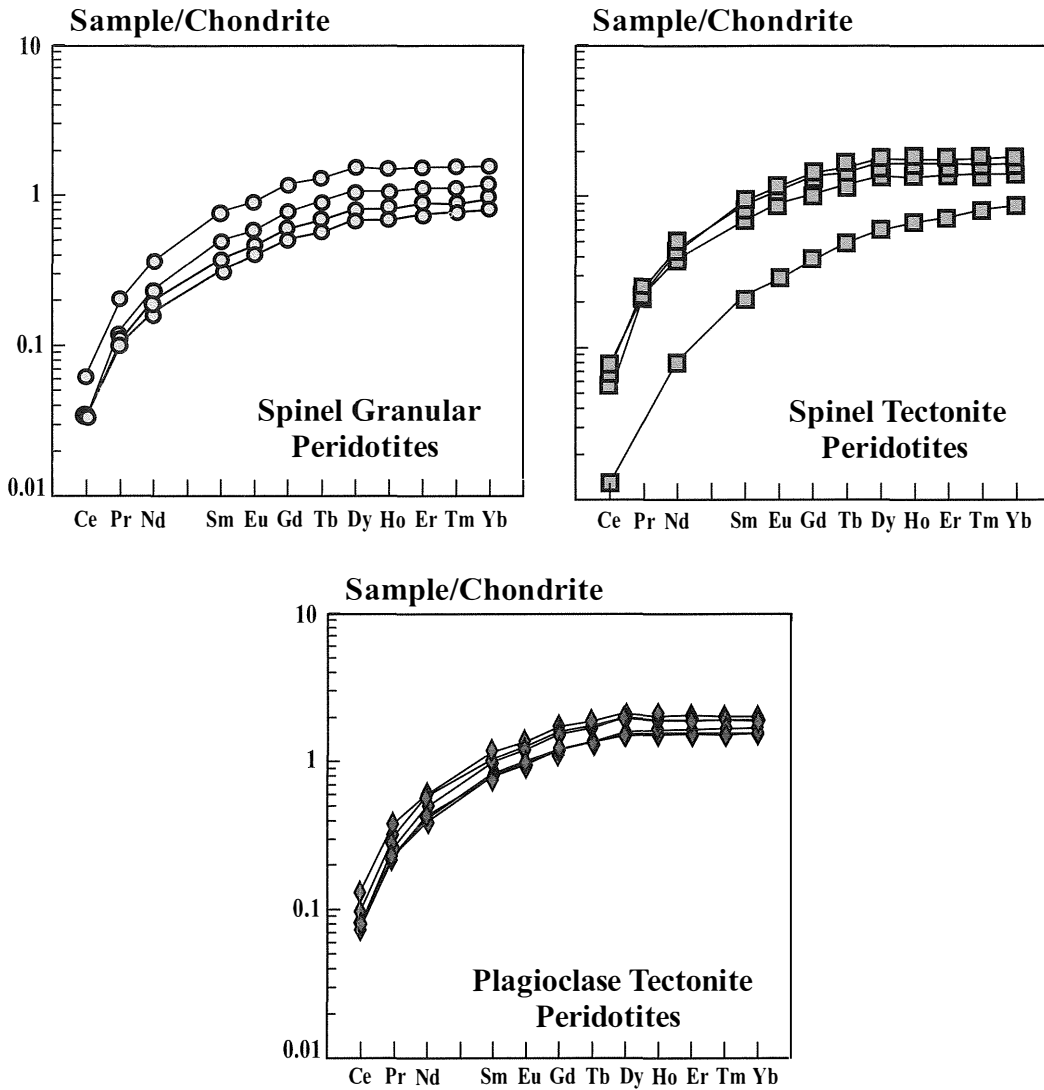 Sample/Chondrite
10
1
0.1
0.01
Spinel Granular
Peridotites
Ce Pr Nd Sm Eu Gd Tb Dy Ho Er Tm Yb
Sample/Chondrite
Spinel Tectonite
Peridotites
Ce Pr Nd Sm Eu Gd Tb Dy Ho Er Tm Yb
Sample/Chondrite
10
1
0.1
0.01
Plagioclase Tectonite
Peridotites
Ce Pr Nd Sm Eu Gd Tb Dy Ho Er Tm Yb